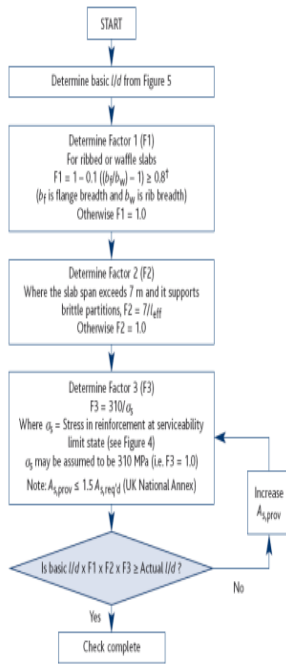 START
Determine basic l/d from Figure 5
Determine Factor 1 (F1)
For ribbed or waffle slabs
F1 = 1 – 0.1 ((bf/bw) – 1) ≥ 0.8†
(bf is flange breadth and bw is rib breadth)
Otherwise F1 = 1.0
Determine Factor 2 (F2)
Where the slab span exceeds 7 m and it supports
brittle partitions, F2 = 7/leff
Otherwise F2 = 1.0
Determine Factor 3 (F3)
F3 = 310/σs
Where σs = Stress in reinforcement at serviceability
limit state (see Figure 4)
σs may be assumed to be 310 MPa (i.e. F3 = 1.0)
Note: As,prov ≤ 1.5 As,req'd (UK National Annex)
Increase
As,prov
Is basic l/d x F1 x F2 x F3 ≥ Actual l/d ?
No
Yes
Check complete